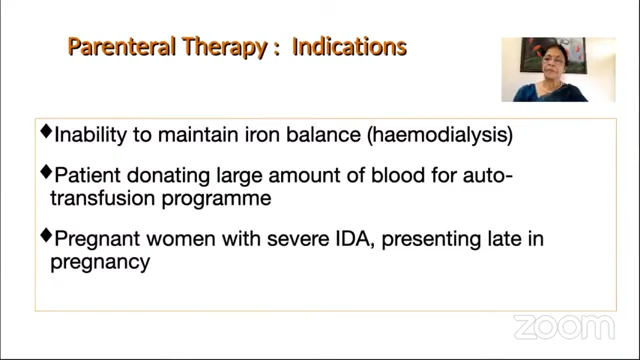 Parenteral Therapy : Indications
♦Inability to maintain iron balance (haemodialysis)
♦Patient donating large amount of blood for auto-
transfusion programme
♦Pregnant women with severe IDA, presenting late in
pregnancy
zoom